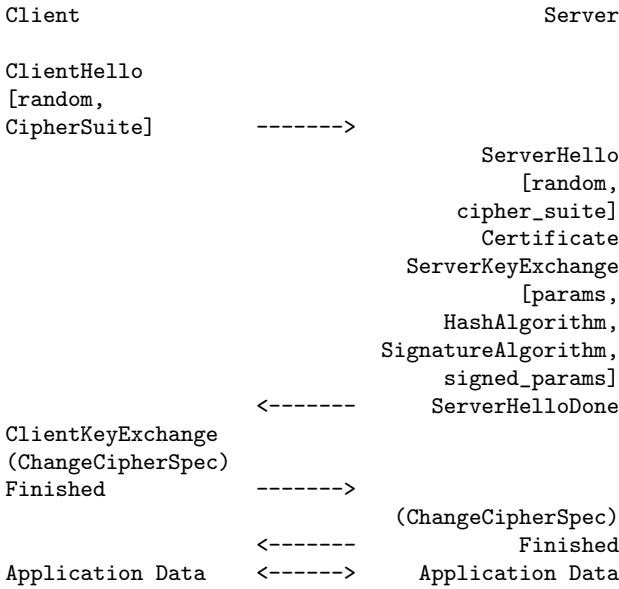 Client Server
ClientHello
[random,
CipherSuite] ------->
ServerHello
[random,
cipher_suite]
Certificate
ServerKeyExchange
[params,
HashAlgorithm,
SignatureAlgorithm,
signed_params]
<------- ServerHelloDone
ClientKeyExchange
(ChangeCipherSpec)
Finished ------->
(ChangeCipherSpec)
<------- Finished
Application Data <------> Application Data